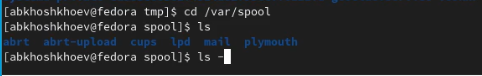 [abkhoshkhoev@fedora tmp]$ cd /var/spool
[abkhoshkhoev@fedora spool]$ ls
abrt abrt-upload cups lpd mail plymouth
[abkhoshkhoev@fedora spool]$ ls -